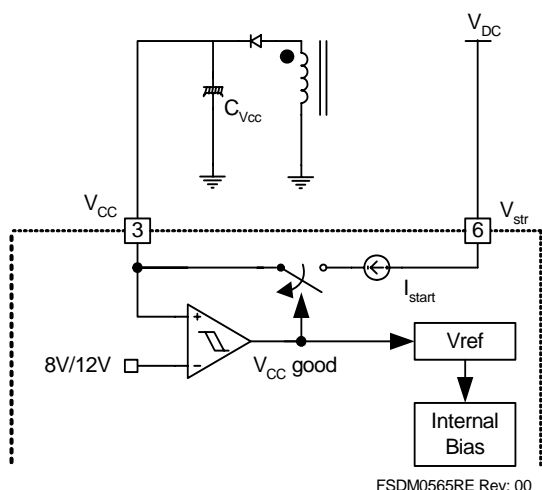 V_DC
C_Vcc
V_CC
V_str
3
6
I_start
+
-
8V/12V
V_CC good
Vref
Internal
Bias
FSDM0565RE Rev: 00